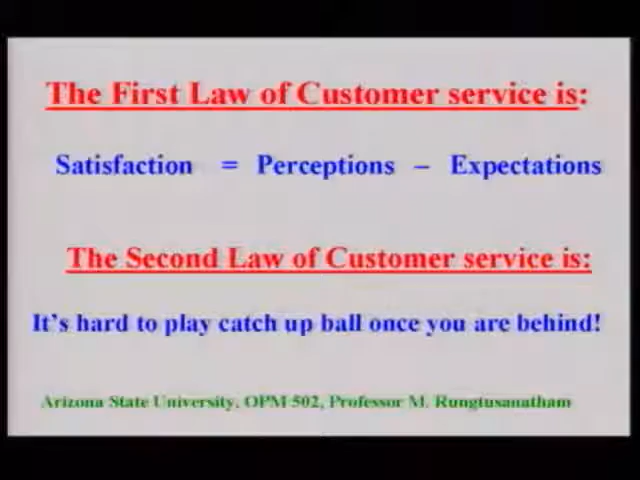 The First Law of Customer service is:
Satisfaction = Perceptions – Expectations
The Second Law of Customer service is:
It's hard to play catch up ball once you are behind!
Arizona State University, OPM 502, Professor M. Rungtusanatham